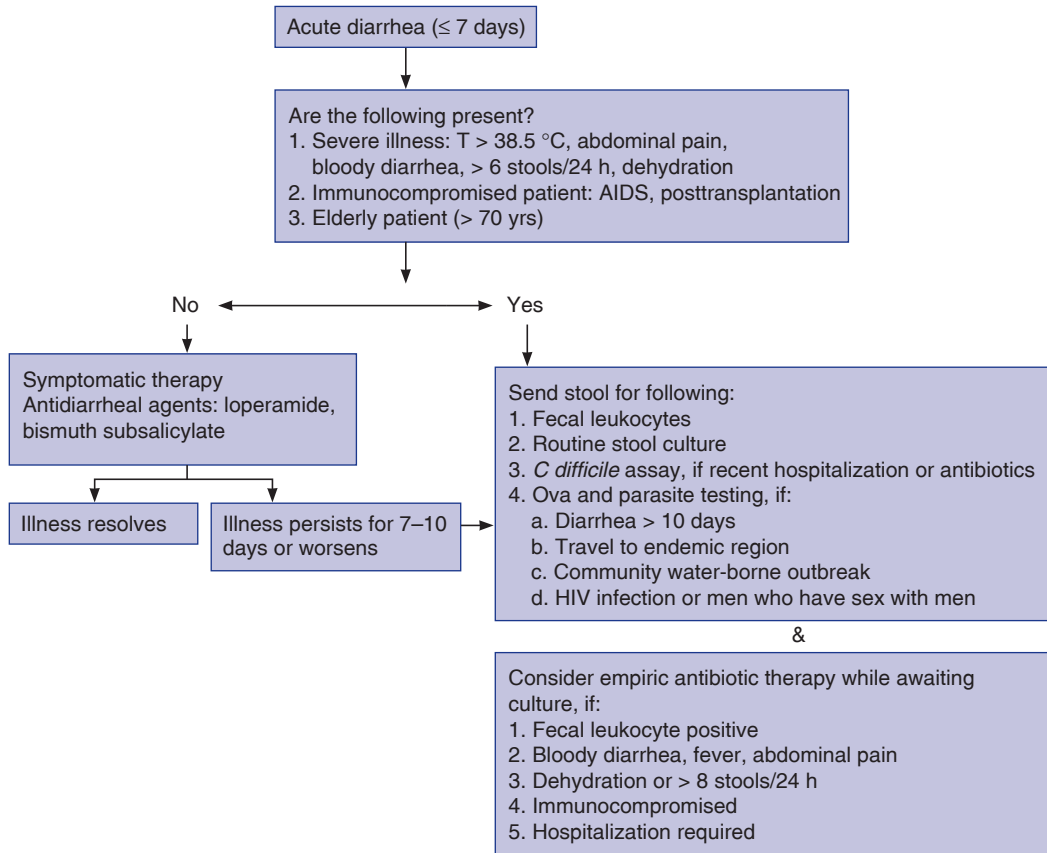 Acute diarrhea (≤ 7 days)
Are the following present?
1. Severe illness: T > 38.5 °C, abdominal pain,
bloody diarrhea, > 6 stools/24 h, dehydration
2. Immunocompromised patient: AIDS, posttransplantation
3. Elderly patient (> 70 yrs)
No
Yes
Symptomatic therapy
Antidiarrheal agents: loperamide,
bismuth subsalicylate
Illness resolves
Illness persists for 7–10
days or worsens
Send stool for following:
1. Fecal leukocytes
2. Routine stool culture
3. C difficile assay, if recent hospitalization or antibiotics
4. Ova and parasite testing, if:
a. Diarrhea > 10 days
b. Travel to endemic region
c. Community water-borne outbreak
d. HIV infection or men who have sex with men
&
Consider empiric antibiotic therapy while awaiting
culture, if:
1. Fecal leukocyte positive
2. Bloody diarrhea, fever, abdominal pain
3. Dehydration or > 8 stools/24 h
4. Immunocompromised
5. Hospitalization required